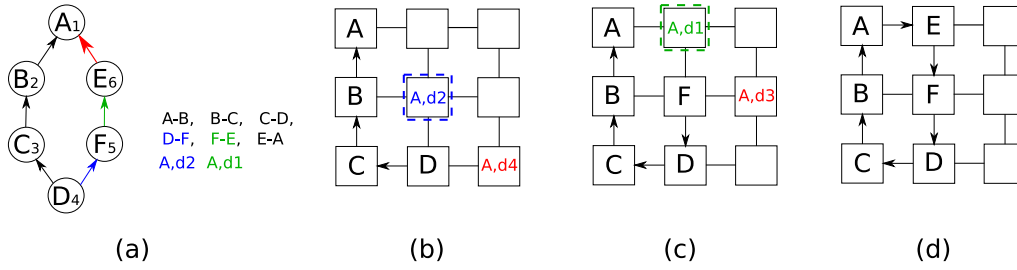 A1
B2
E6
C3
F5
D4
A-B, B-C, C-D,
D-F, F-E, E-A
A,d2 A,d1
(a)
A
B
A,d2
C
D
A,d4
(b)
A
A,d1
B
F
A,d3
C
D
(c)
A
E
B
F
C
D
(d)